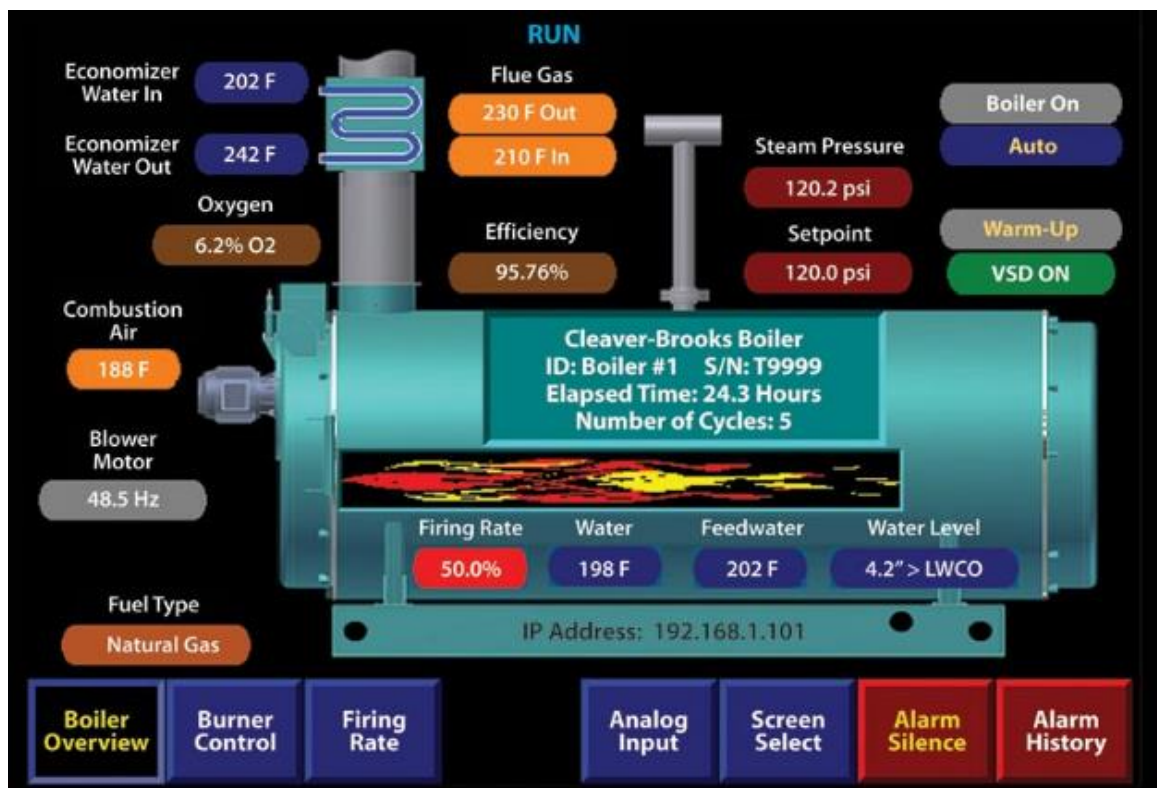 RUN
Economizer
Water In
202 F
Economizer
Water Out
242 F
Flue Gas
230 F Out
210 F In
Boiler On
Auto
Steam Pressure
120.2 psi
Oxygen
6.2% O2
Efficiency
95.76%
Setpoint
120.0 psi
Warm-Up
VSD ON
Combustion
Air
188 F
Cleaver-Brooks Boiler
ID: Boiler #1 S/N: T9999
Elapsed Time: 24.3 Hours
Number of Cycles: 5
Blower
Motor
48.5 Hz
Firing Rate
50.0%
Water
198 F
Feedwater
202 F
Water Level
4.2" > LWCO
Fuel Type
Natural Gas
IP Address: 192.168.1.101
Boiler
Overview
Burner
Control
Firing
Rate
Analog
Input
Screen
Select
Alarm
Silence
Alarm
History